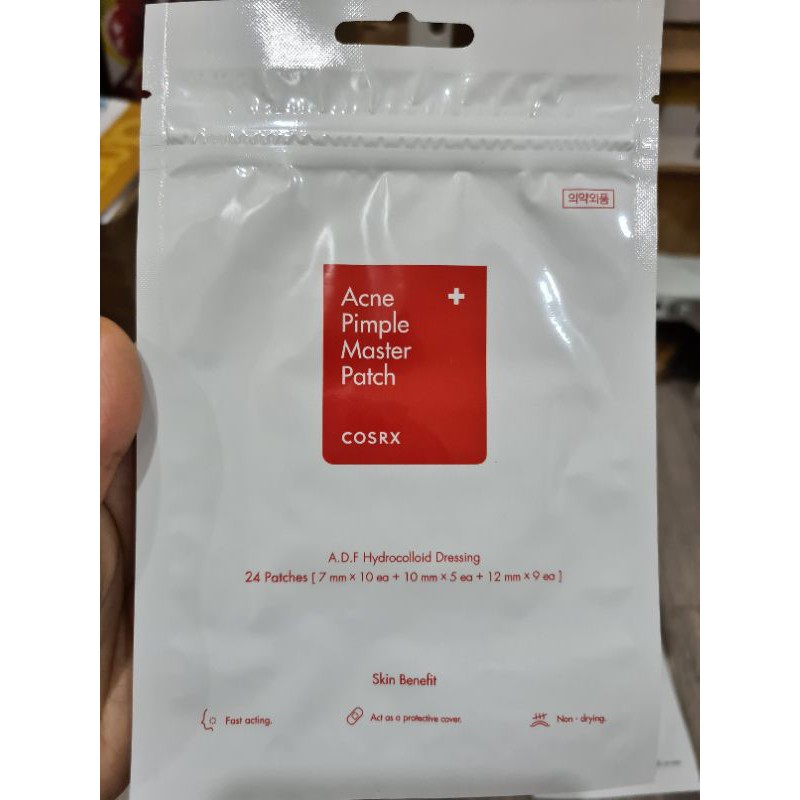 의약외품
Acne
Pimple
Master
Patch
COSRX
A.D.F Hydrocolloid Dressing
24 Patches [ 7 mm × 10 ea + 10 mm × 5 ea + 12 mm × 9 ea ]
Skin Benefit
Fast acting.
Act as a protective cover.
Non - drying.